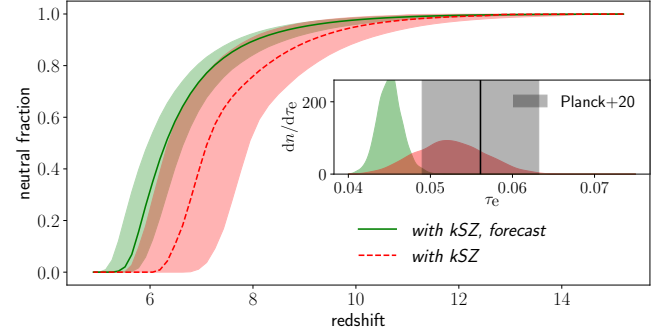 1.0
0.8
0.6
0.4
0.2
0.0
neutral fraction
6
8
10
12
14
redshift
200
0
dn/dτe
0.04
0.05
0.06
0.07
τe
Planck+20
with kSZ, forecast
with kSZ